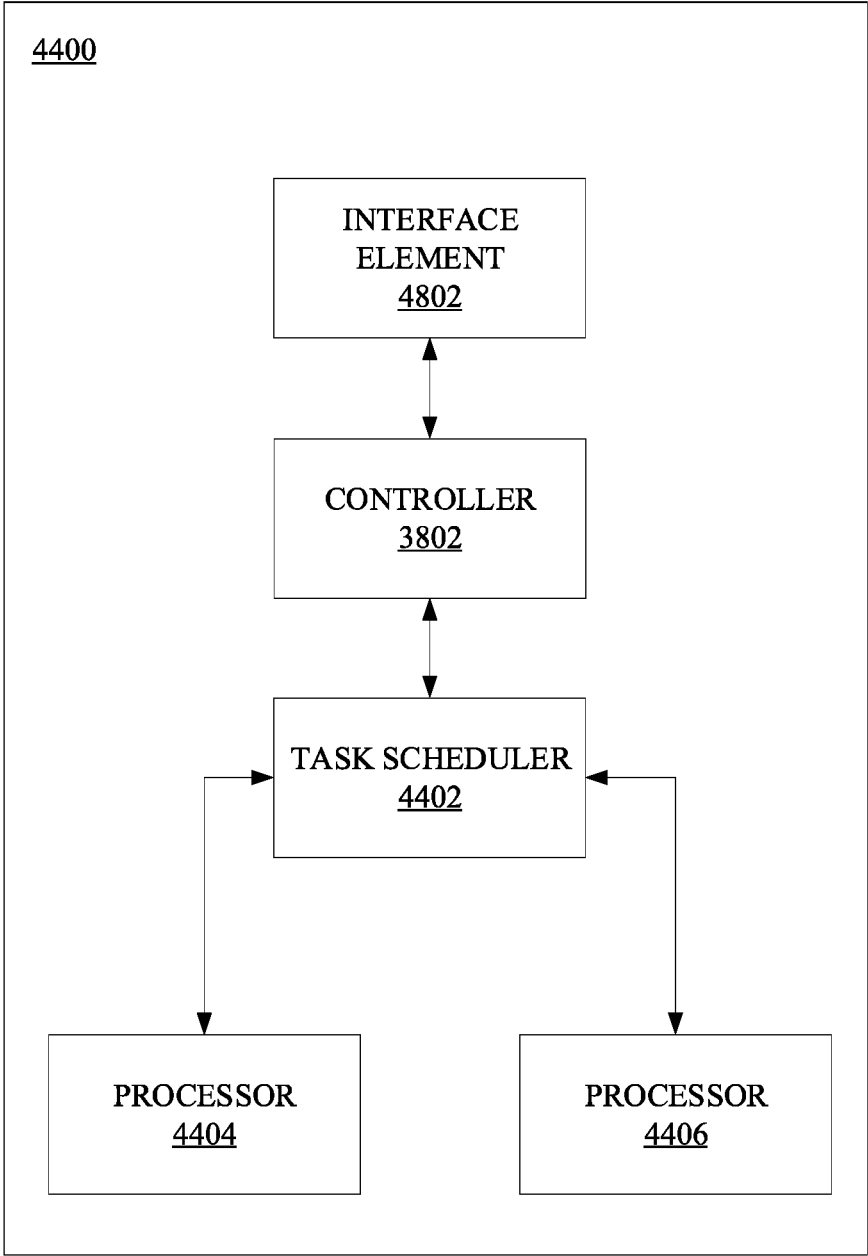 4400
INTERFACE
ELEMENT
4802
CONTROLLER
3802
TASK SCHEDULER
4402
PROCESSOR
4404
PROCESSOR
4406